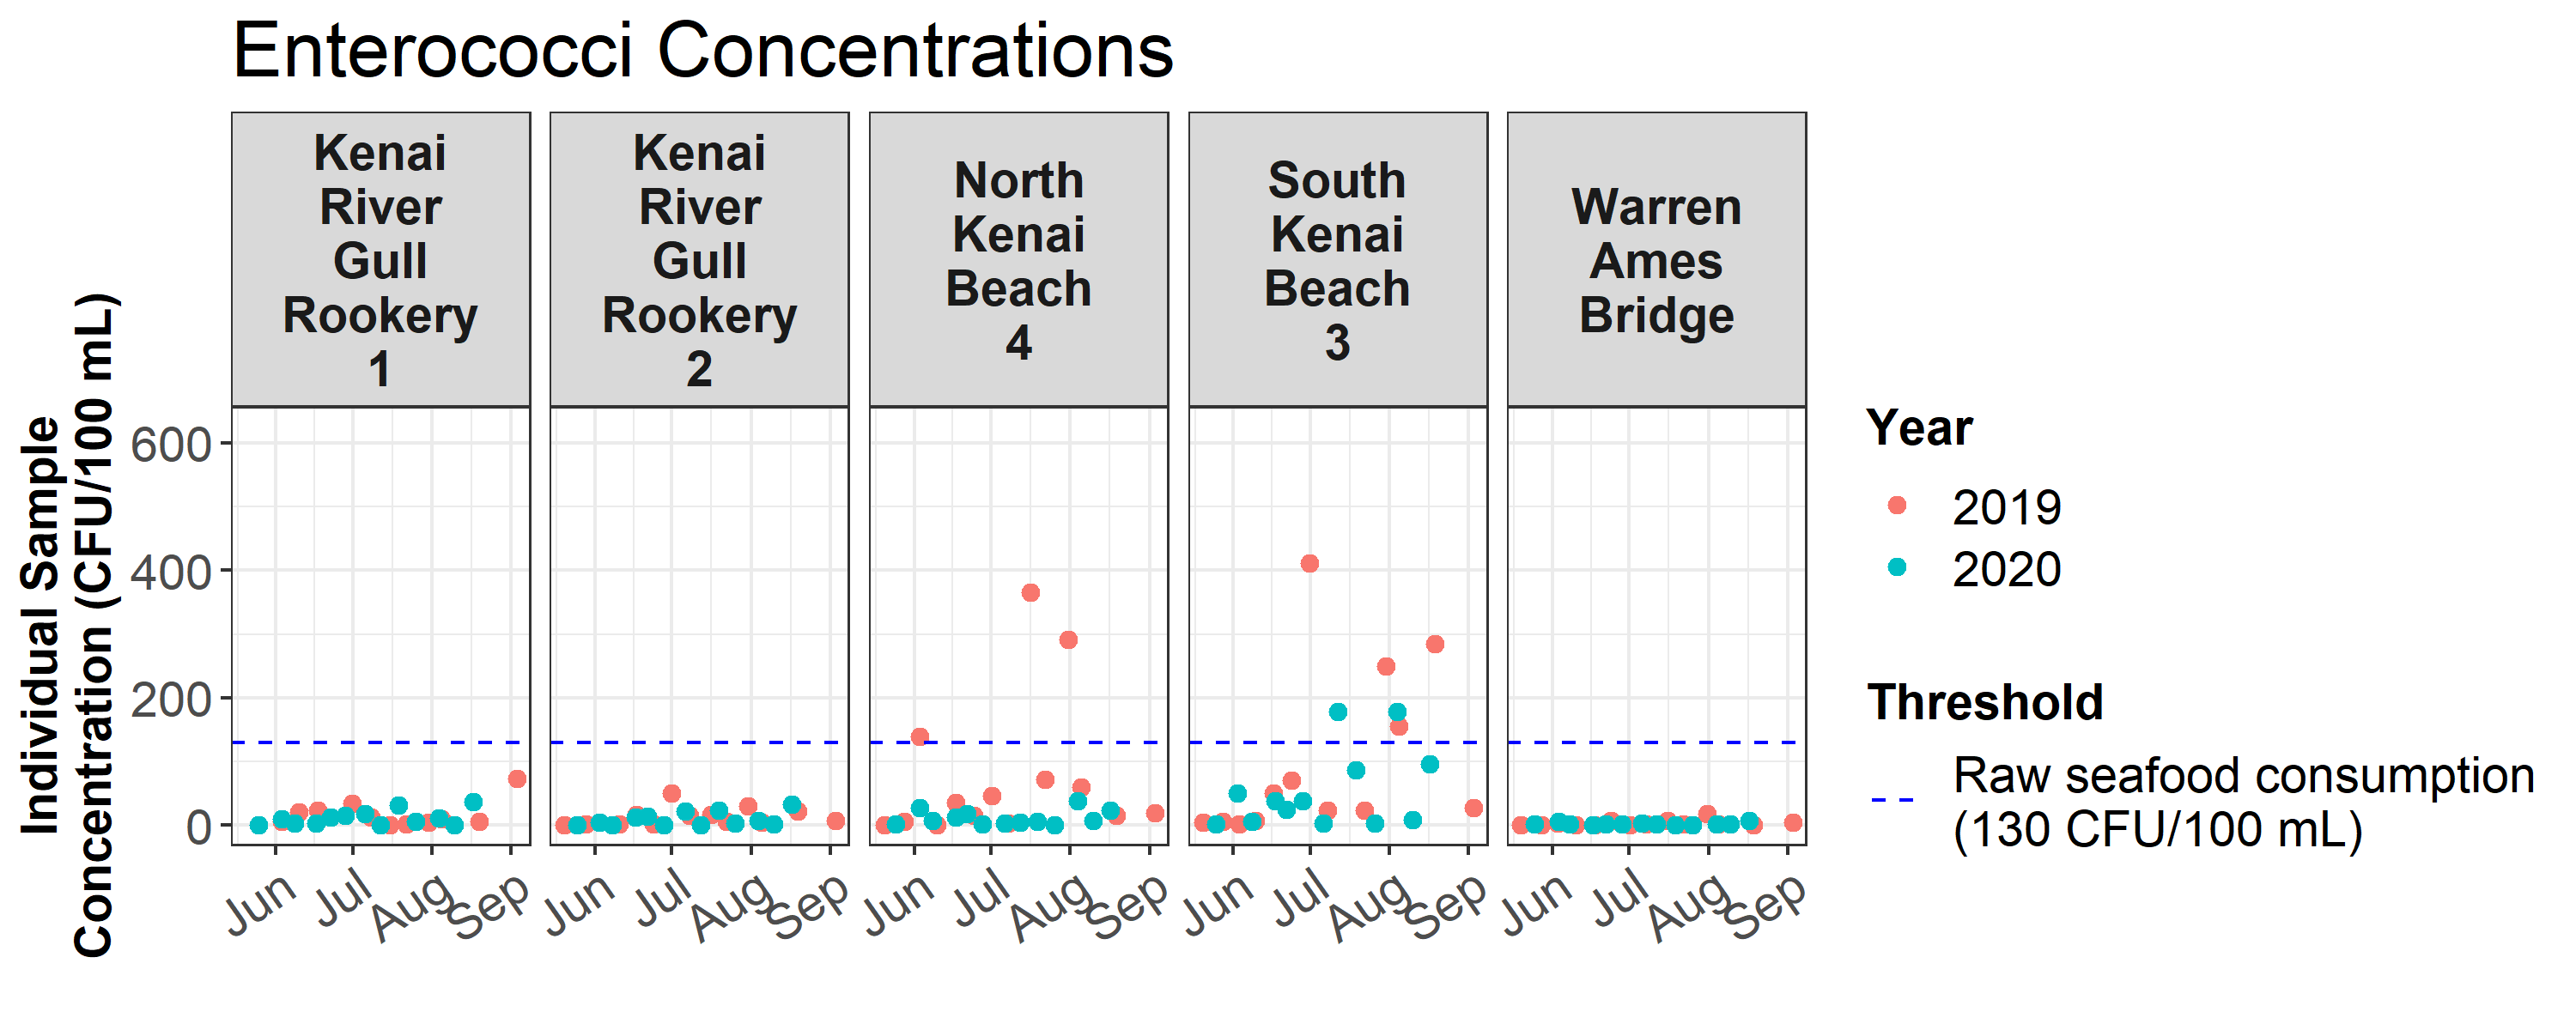 Enterococci Concentrations
Kenai
River
Gull
Rookery
1
Kenai
River
Gull
Rookery
2
North
Kenai
Beach
4
South
Kenai
Beach
3
Warren
Ames
Bridge
Individual Sample
Concentration (CFU/100 mL)
600
400
200
0
Jun
Jul
Aug
Sep
Jun
Jul
Aug
Sep
Jun
Jul
Aug
Sep
Jun
Jul
Aug
Sep
Jun
Jul
Aug
Sep
Year
2019
2020
Threshold
Raw seafood consumption
(130 CFU/100 mL)